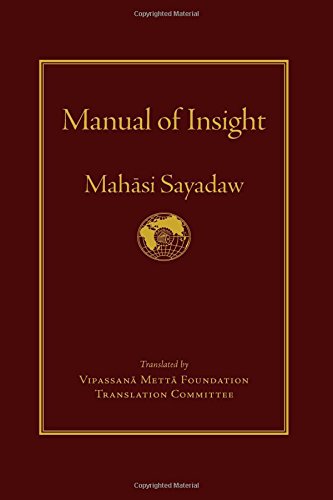 Copyrighted Material
Manual of Insight
Mahāsi Sayadaw
Translated by
Vipassanā Mettā Foundation
Translation Committee
Copyrighted Material